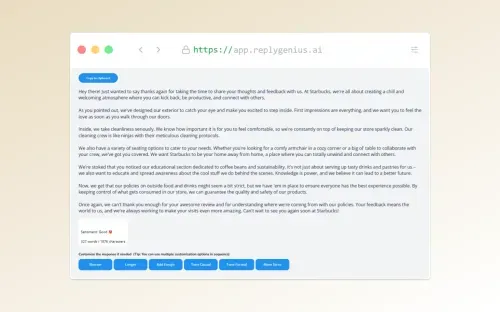 https://app.replygenius.ai
Copy to clipboard
Hey there! Just wanted to say thanks again for taking the time to share your thoughts and feedback with us. At Starbucks, we're all about creating a chill and
welcoming atmosphere where you can kick back, be productive, and connect with others.
As you pointed out, we've designed our exterior to catch your eye and make you excited to step inside. First impressions are everything, and we want you to feel the
love as soon as you walk through our doors.
Inside, we take cleanliness seriously. We know how important it is for you to feel comfortable, so we're constantly on top of keeping our store sparkly clean. Our
cleaning crew is like ninjas with their meticulous cleaning protocols.
We also have a variety of seating options to cater to your needs. Whether you're looking for a comfy armchair in a cozy corner or a big ol' table to collaborate with
your crew, we've got you covered. We want Starbucks to be your home away from home, a place where you can totally unwind and connect with others.
We're stoked that you noticed our educational section dedicated to coffee beans and sustainability. It's not just about serving up tasty drinks and pastries for us—
we also want to educate and spread awareness about the cool stuff we do behind the scenes. Knowledge is power, and we believe it can lead to a better future.
Now, we get that our policies on outside food and drinks might seem a bit strict, but we have 'em in place to ensure everyone has the best experience possible. By
keeping control of what gets consumed in our store, we can guarantee the quality and safety of our products.
Once again, we can't thank you enough for your awesome review and for understanding where we're coming from with our policies. Your feedback means the
world to us, and we're always working to make your visits even more amazing. Can't wait to see you again soon at Starbucks!
Sentiment: Good
327 words / 1876 characters
Customize the response if needed: (Tip: You can use multiple customization options in sequence)
Shorter
Longer
Add Emojis